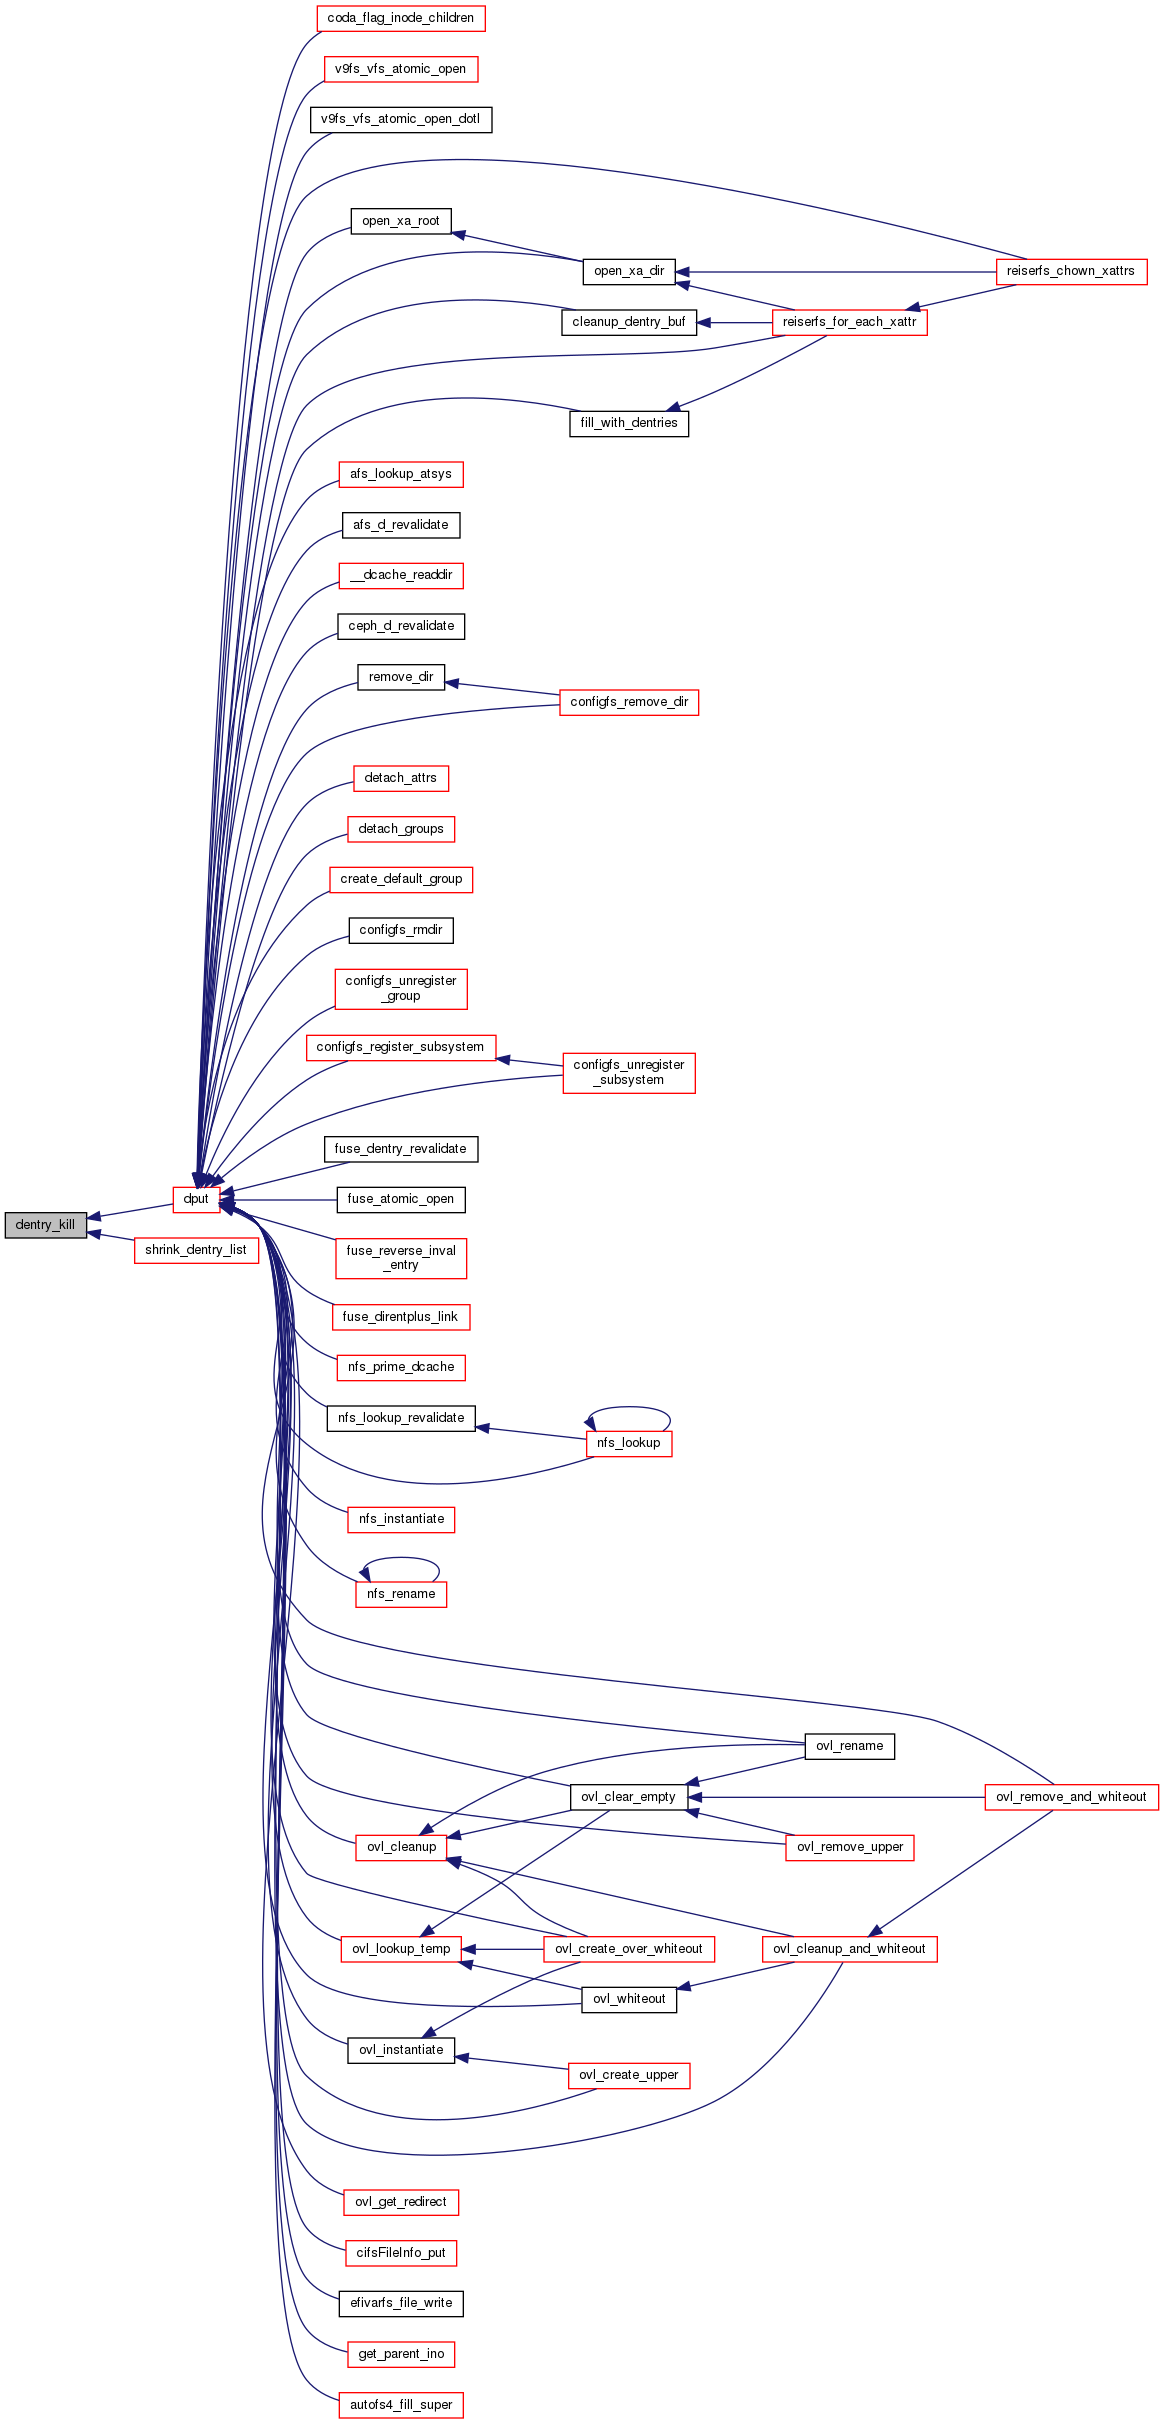 coda_flag_inode_children
v9fs_vfs_atomic_open
v9fs_vfs_atomic_open_dotl
open_xa_root
open_xa_dir
reiserfs_chown_xattrs
cleanup_dentry_buf
reiserfs_for_each_xattr
fill_with_dentries
afs_lookup_atsys
afs_d_revalidate
__dcache_readdir
ceph_d_revalidate
remove_dir
configfs_remove_dir
detach_attrs
detach_groups
create_default_group
configfs_rmdir
configfs_unregister
_group
configfs_register_subsystem
configfs_unregister
_subsystem
fuse_dentry_revalidate
dput
fuse_atomic_open
dentry_kill
shrink_dentry_list
fuse_reverse_inval
_entry
fuse_direntplus_link
nfs_prime_dcache
nfs_lookup_revalidate
nfs_lookup
nfs_instantiate
nfs_rename
ovl_rename
ovl_clear_empty
ovl_remove_and_whiteout
ovl_cleanup
ovl_remove_upper
ovl_lookup_temp
ovl_create_over_whiteout
ovl_cleanup_and_whiteout
ovl_whiteout
ovl_instantiate
ovl_create_upper
ovl_get_redirect
cifsFileInfo_put
efivarfs_file_write
get_parent_ino
autofs4_fill_super